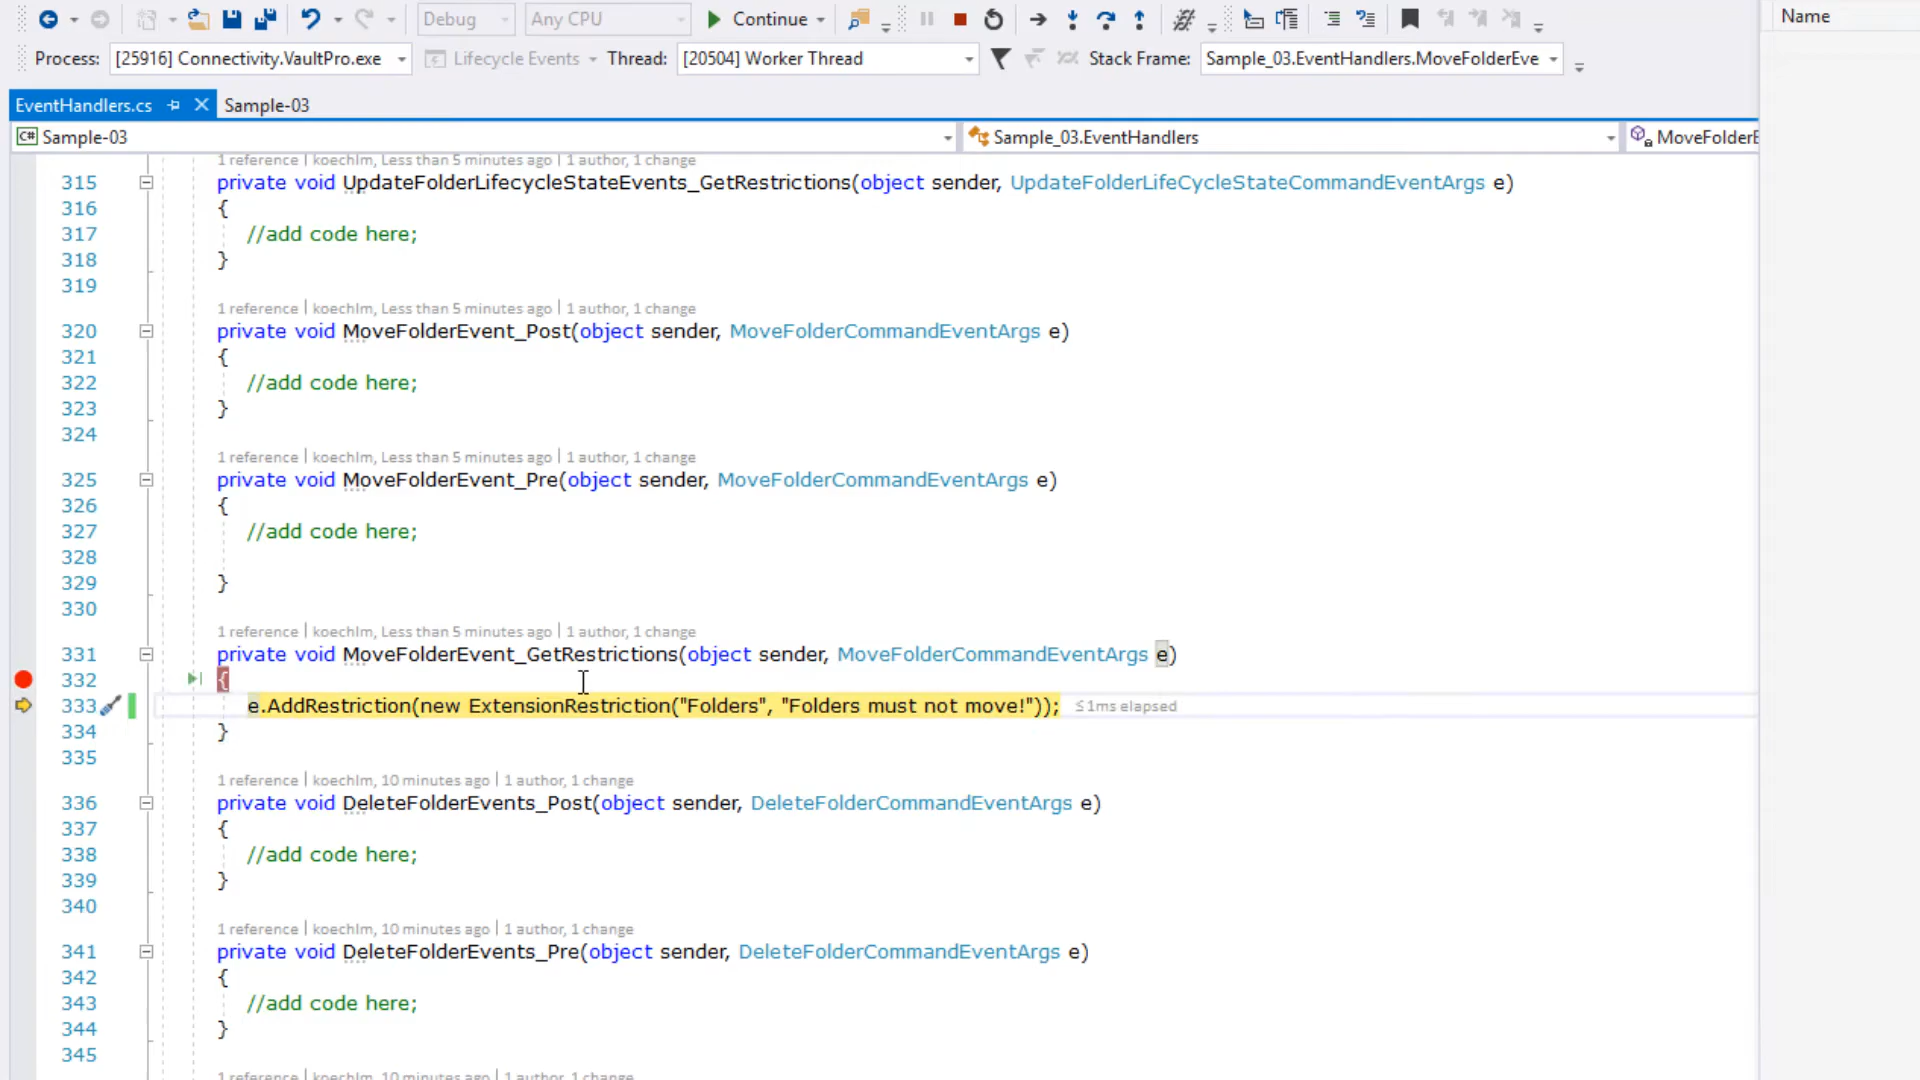 Debug Any CPU Continue Name
Process: [25916] Connectivity.VaultPro.exe Lifecycle Events Thread: [20504] Worker Thread Stack Frame: Sample_03.EventHandlers.MoveFolderEve
EventHandlers.cs Sample-03
C# Sample-03 Sample_03.EventHandlers MoveFolderE
1 reference | koechlm, Less than 5 minutes ago | 1 author, 1 change
315 private void UpdateFolderLifecycleStateEvents_GetRestrictions(object sender, UpdateFolderLifeCycleStateCommandEventArgs e)
316 {
317 //add code here;
318 }
319
1 reference | koechlm, Less than 5 minutes ago | 1 author, 1 change
320 private void MoveFolderEvent_Post(object sender, MoveFolderCommandEventArgs e)
321 {
322 //add code here;
323 }
324
1 reference | koechlm, Less than 5 minutes ago | 1 author, 1 change
325 private void MoveFolderEvent_Pre(object sender, MoveFolderCommandEventArgs e)
326 {
327 //add code here;
328
329 }
330
1 reference | koechlm, Less than 5 minutes ago | 1 author, 1 change
331 private void MoveFolderEvent_GetRestrictions(object sender, MoveFolderCommandEventArgs e)
332 {
333 e.AddRestriction(new ExtensionRestriction("Folders", "Folders must not move!")); ≤1ms elapsed
334 }
335
1 reference | koechlm, 10 minutes ago | 1 author, 1 change
336 private void DeleteFolderEvents_Post(object sender, DeleteFolderCommandEventArgs e)
337 {
338 //add code here;
339 }
340
1 reference | koechlm, 10 minutes ago | 1 author, 1 change
341 private void DeleteFolderEvents_Pre(object sender, DeleteFolderCommandEventArgs e)
342 {
343 //add code here;
344 }
345
1 reference | koechlm, 10 minutes ago | 1 author, 1 change